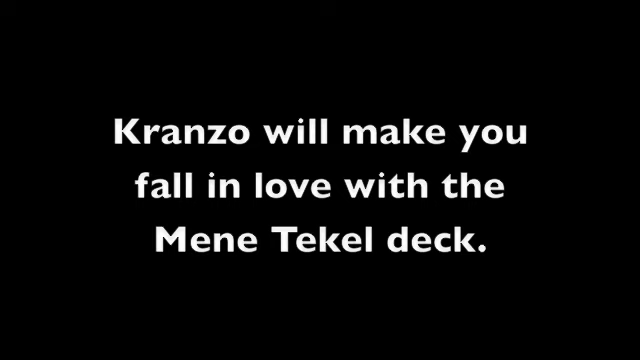 Kranzo will make you
fall in love with the
Mene Tekel deck.